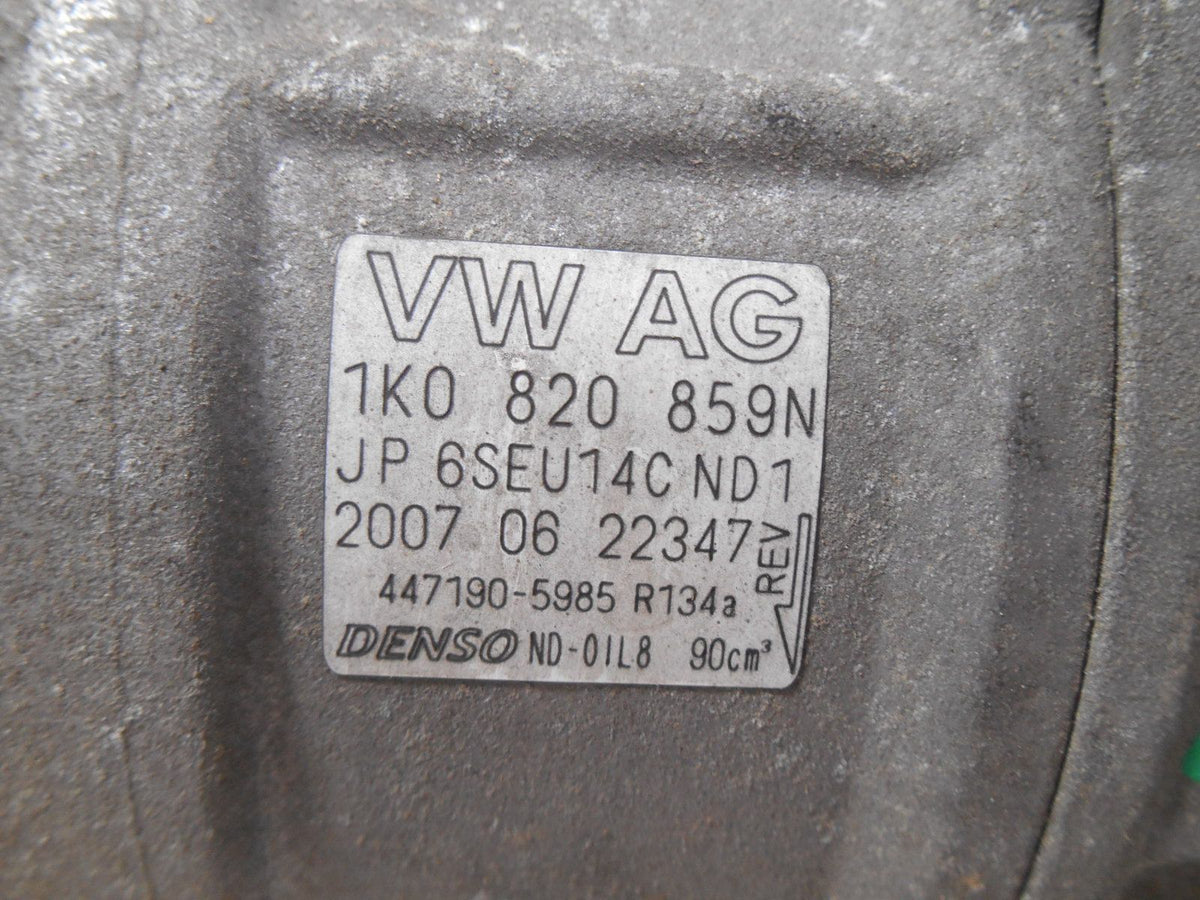 VW AG
1K0 820 859N
JP 6SEU14C ND1
2007 06 22347
REV
447190-5985 R134a
DENSO ND-OIL8 90cm³